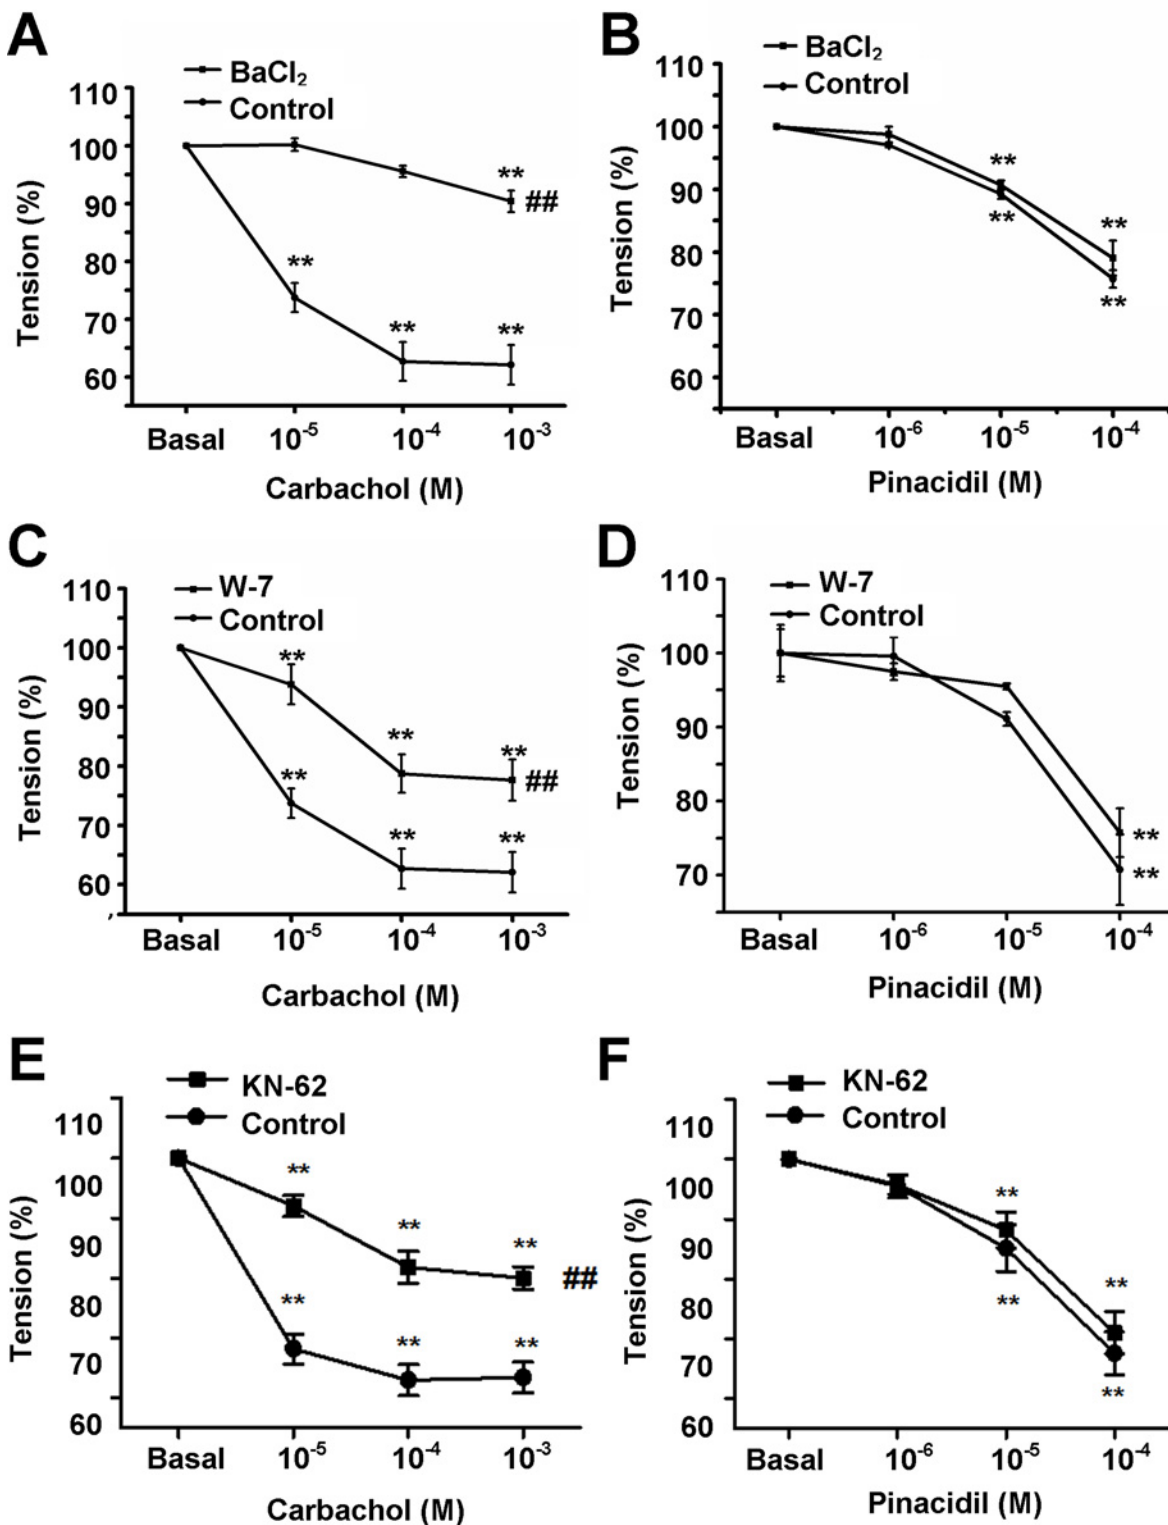 A
BaCl₂
Control
110
100
90
80
70
60
Tension (%)
**
##
**
**
**
Basal 10⁻⁵ 10⁻⁴ 10⁻³
Carbachol (M)
B
BaCl₂
Control
110
100
90
80
70
60
Tension (%)
**
**
**
**
Basal 10⁻⁶ 10⁻⁵ 10⁻⁴
Pinacidil (M)
C
W-7
Control
110
100
90
80
70
60
Tension (%)
**
**
**
##
**
**
**
Basal 10⁻⁵ 10⁻⁴ 10⁻³
Carbachol (M)
D
W-7
Control
110
100
90
80
70
Tension (%)
**
**
Basal 10⁻⁶ 10⁻⁵ 10⁻⁴
Pinacidil (M)
E
KN-62
Control
110
100
90
80
70
60
Tension (%)
**
**
**
##
**
**
**
Basal 10⁻⁵ 10⁻⁴ 10⁻³
Carbachol (M)
F
KN-62
Control
110
100
90
80
70
60
Tension (%)
**
**
**
**
Basal 10⁻⁶ 10⁻⁵ 10⁻⁴
Pinacidil (M)